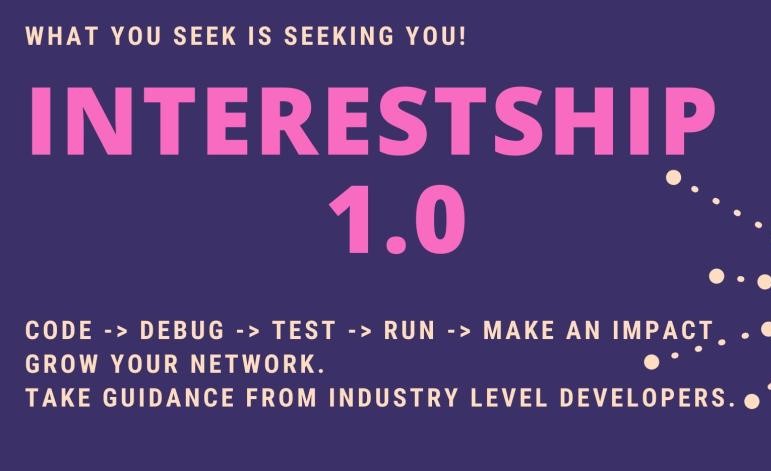 WHAT YOU SEEK IS SEEKING YOU!
INTERESTSHIP
1.0
CODE -> DEBUG -> TEST -> RUN -> MAKE AN IMPACT.
GROW YOUR NETWORK.
TAKE GUIDANCE FROM INDUSTRY LEVEL DEVELOPERS.